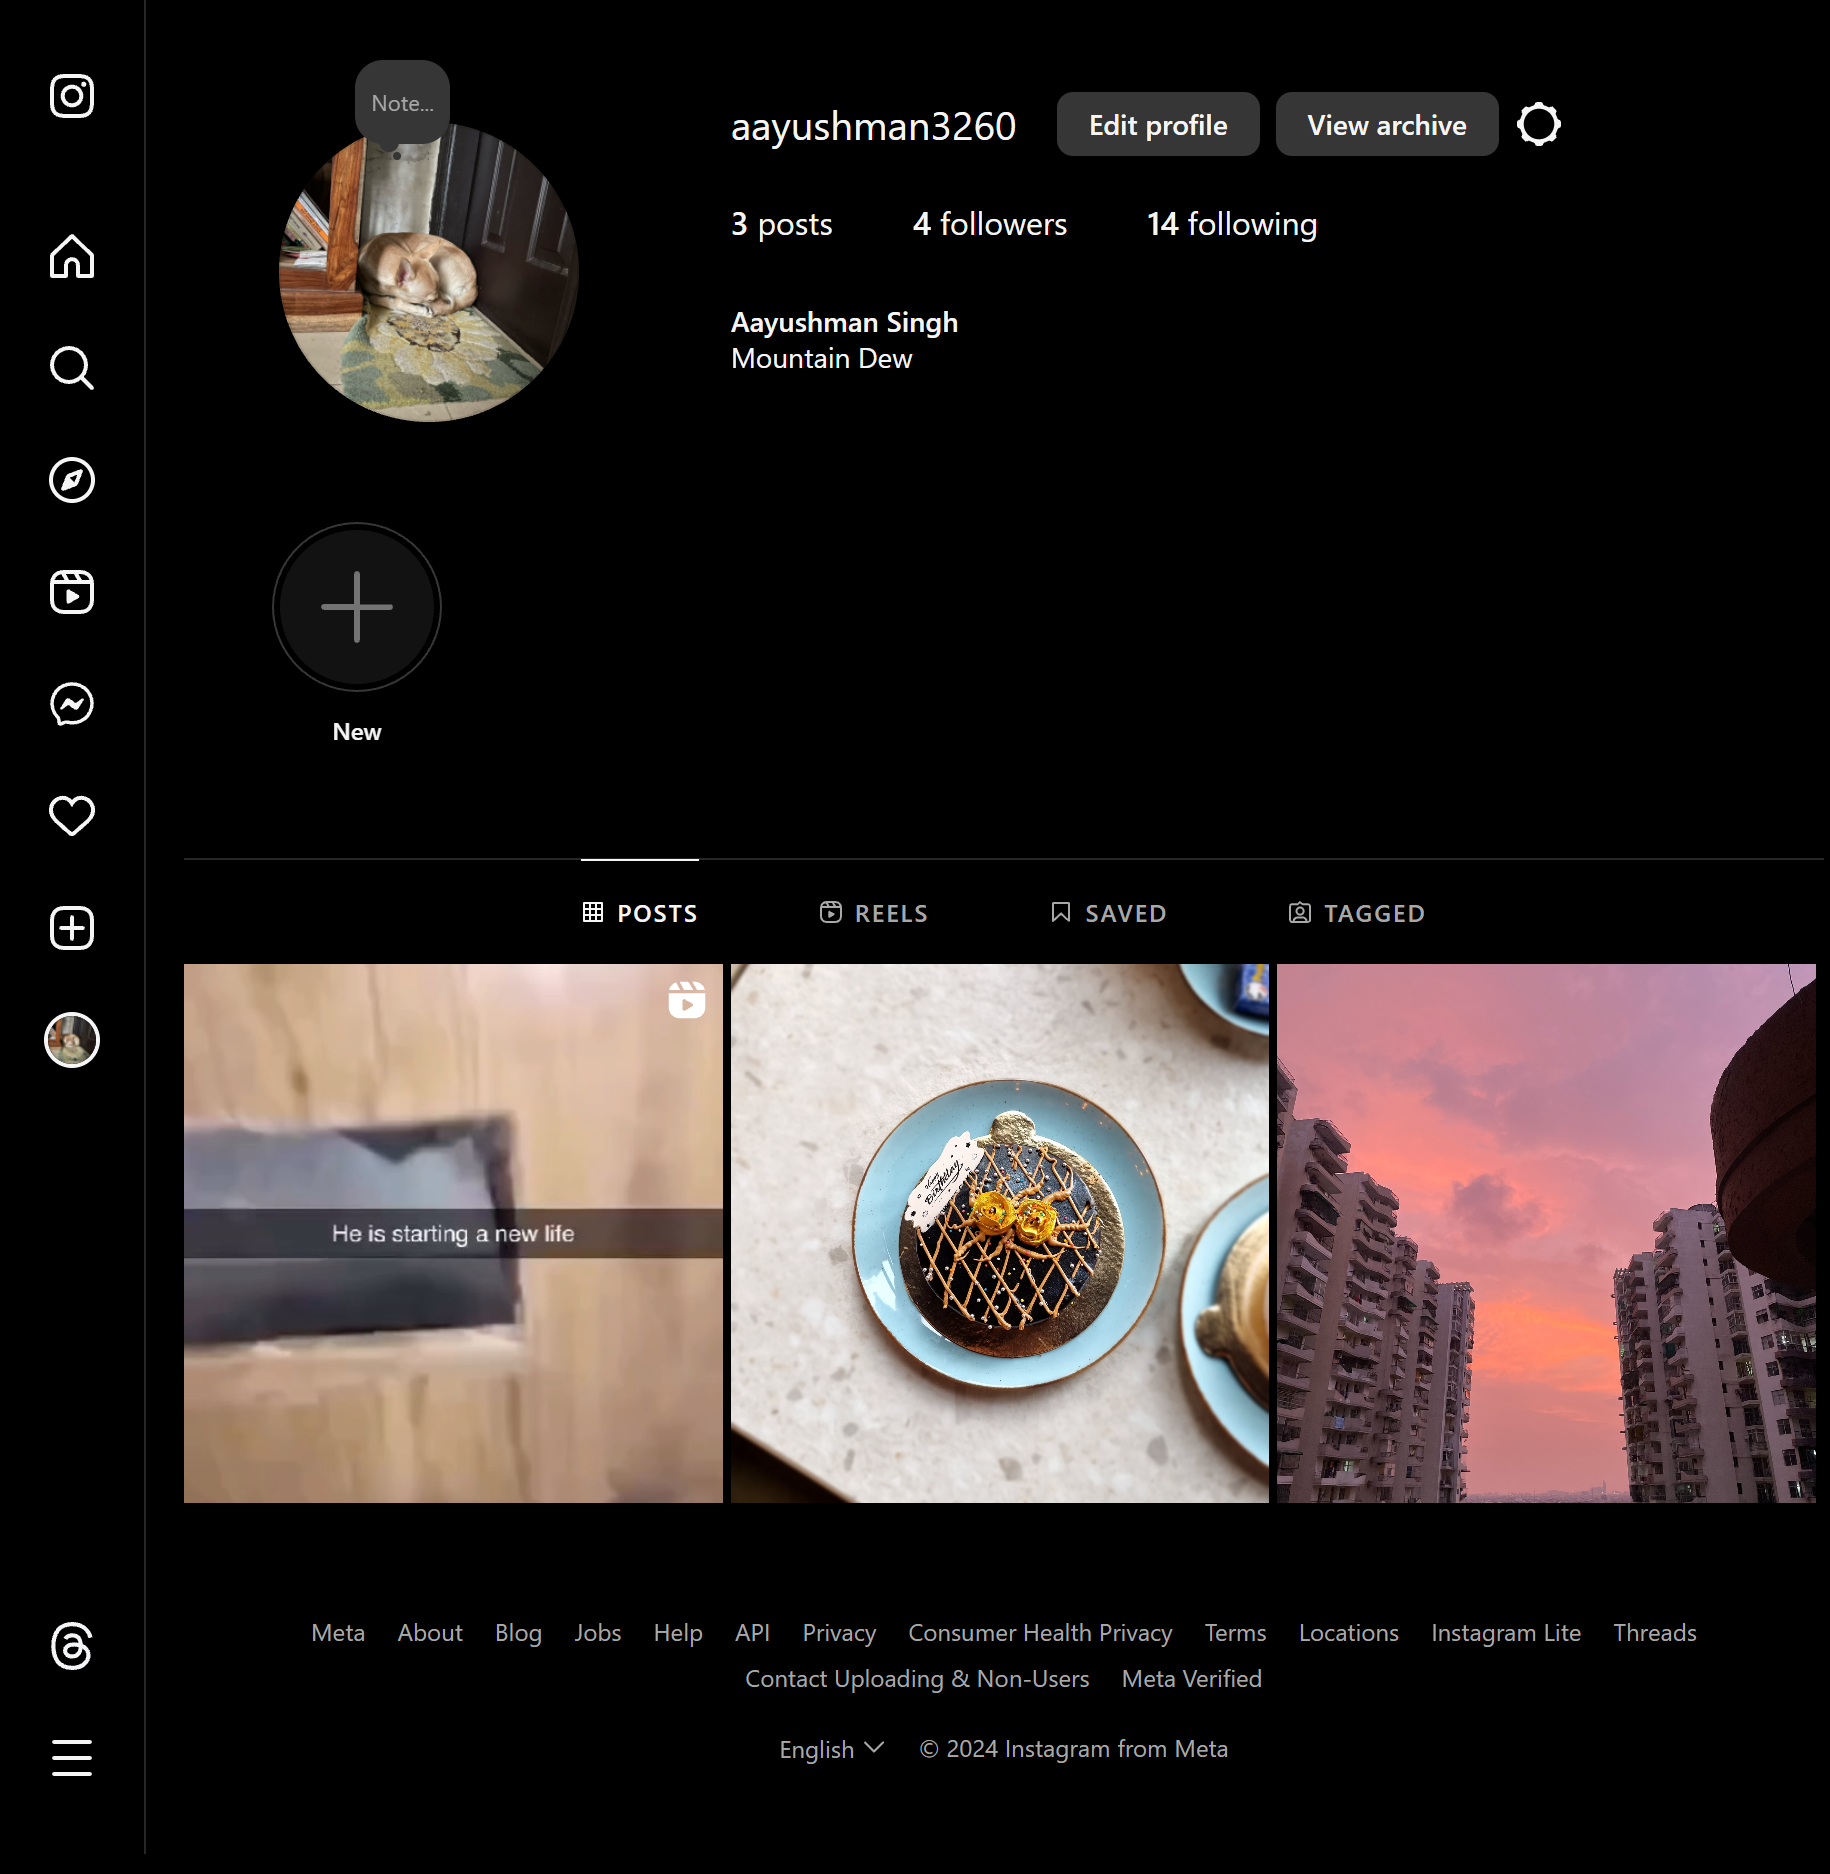 Note...
aayushman3260 Edit profile View archive
3 posts 4 followers 14 following
Aayushman Singh
Mountain Dew
New
POSTS REELS SAVED TAGGED
He is starting a new life
Happy
Birthday
Meta About Blog Jobs Help API Privacy Consumer Health Privacy Terms Locations Instagram Lite Threads
Contact Uploading & Non-Users Meta Verified
English © 2024 Instagram from Meta